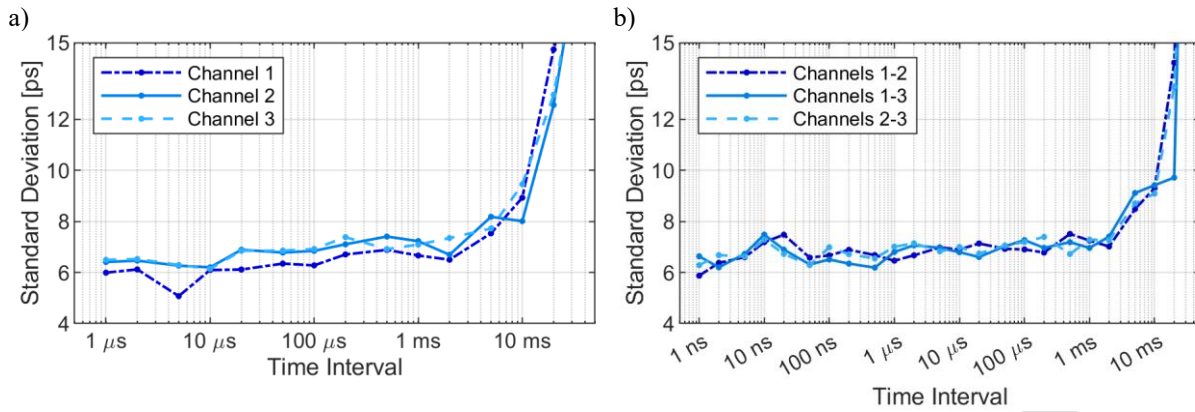 a)
15
12
10
8
6
4
Standard Deviation [ps]
Channel 1
Channel 2
Channel 3
1 μs
10 μs
100 μs
1 ms
10 ms
Time Interval
b)
15
12
10
8
6
4
Standard Deviation [ps]
Channels 1-2
Channels 1-3
Channels 2-3
1 ns
10 ns
100 ns
1 μs
10 μs
100 μs
1 ms
10 ms
Time Interval